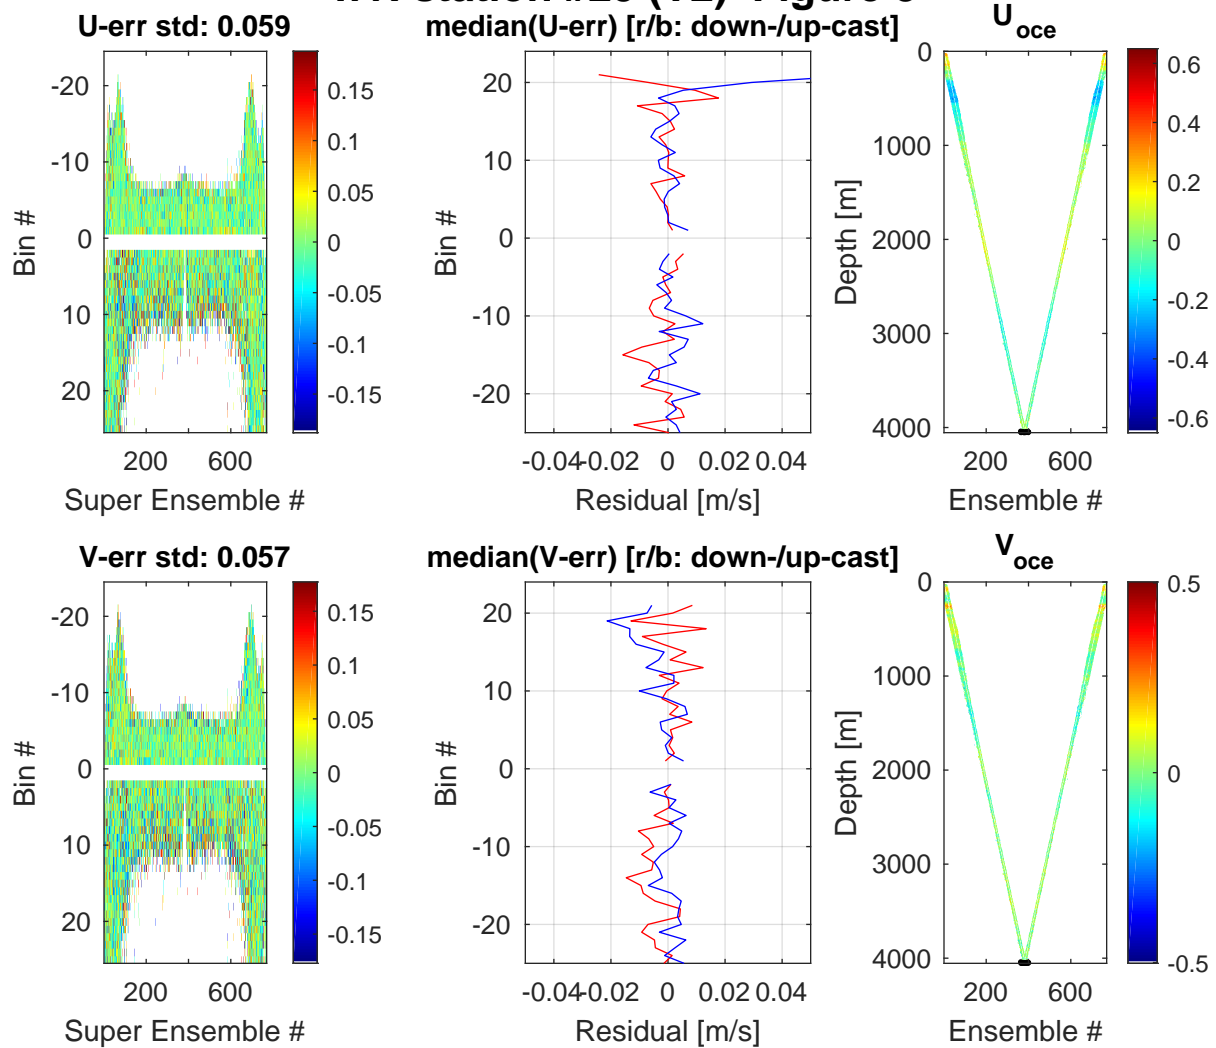 U-err std: 0.059
-20
-10
0
10
20
200 600
Super Ensemble #
Bin #
0.15
0.1
0.05
0
-0.05
-0.1
-0.15
median(U-err) [r/b: down-/up-cast]
20
10
0
-10
-20
-0.04 -0.02 0 0.02 0.04
Residual [m/s]
Bin #
U_oce
0
1000
2000
3000
4000
200 600
Ensemble #
Depth [m]
0.6
0.4
0.2
0
-0.2
-0.4
-0.6
V-err std: 0.057
-20
-10
0
10
20
200 600
Super Ensemble #
Bin #
0.15
0.1
0.05
0
-0.05
-0.1
-0.15
median(V-err) [r/b: down-/up-cast]
20
10
0
-10
-20
-0.04 -0.02 0 0.02 0.04
Residual [m/s]
Bin #
V_oce
0
1000
2000
3000
4000
200 600
Ensemble #
Depth [m]
0.5
0
-0.5